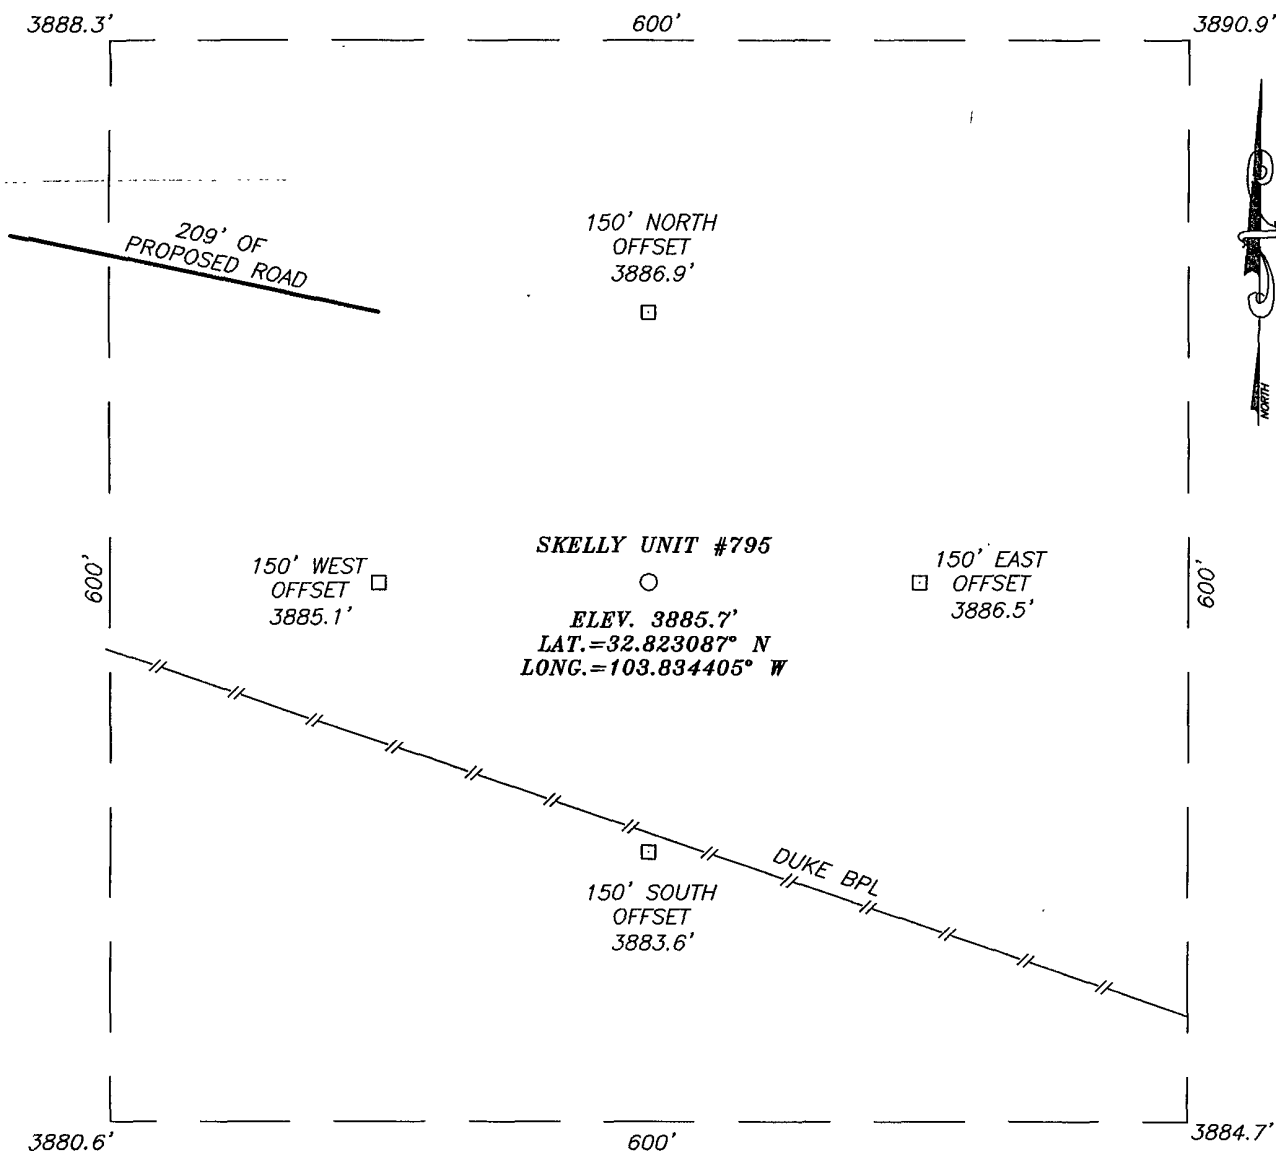 3888.3'
600'
3890.9'
209' OF
PROPOSED ROAD
150' NORTH
OFFSET
3886.9'
NORTH
600'
150' WEST
OFFSET
3885.1'
SKELLY UNIT #795
ELEV. 3885.7'
LAT.=32.823087° N
LONG.=103.834405° W
150' EAST
OFFSET
3886.5'
600'
DUKE BPL
150' SOUTH
OFFSET
3883.6'
3880.6'
600'
3884.7'